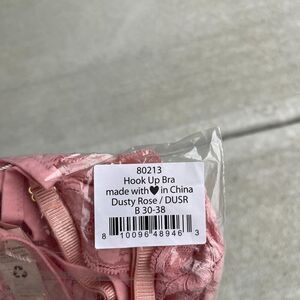 80213
Hook Up Bra
made with♥in China
Dusty Rose / DUSR
B 30-38
8 10096 48946 3